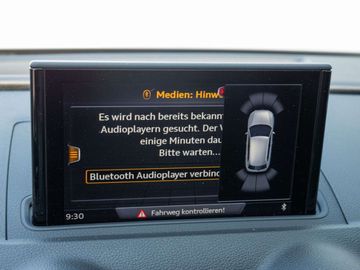 Medien: Hinw
Es wird nach bereits bekann
Audioplayern gesucht. Der V
einige Minuten dau
Bitte warten...
Bluetooth Audioplayer verbin
9:30
Fahrweg kontrollieren!